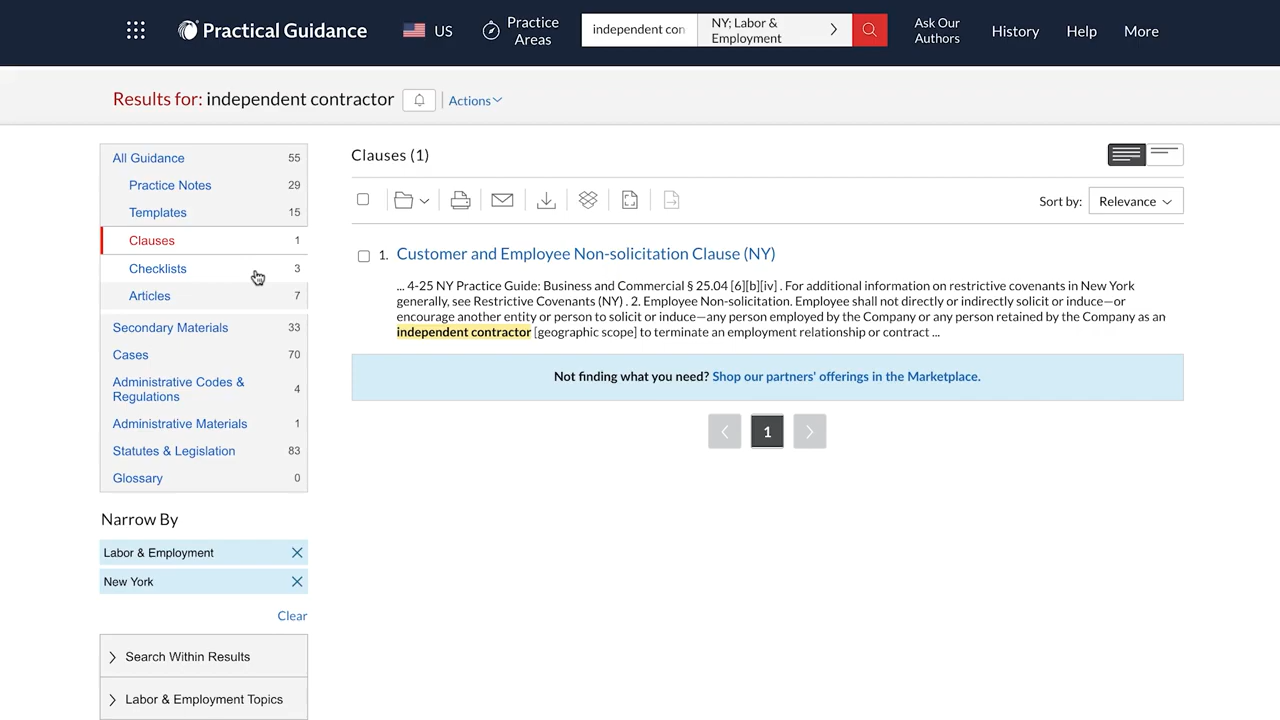 Practical Guidance
US
Practice
Areas
independent con
NY; Labor &
Employment
Ask Our
Authors
History
Help
More
Results for: independent contractor
Actions
All Guidance 55
Practice Notes 29
Templates 15
Clauses 1
Checklists 3
Articles 7
Secondary Materials 33
Cases 70
Administrative Codes &
Regulations 4
Administrative Materials 1
Statutes & Legislation 83
Glossary 0
Narrow By
Labor & Employment
New York
Clear
Search Within Results
Labor & Employment Topics
Clauses (1)
Sort by: Relevance
1. Customer and Employee Non-solicitation Clause (NY)
... 4-25 NY Practice Guide: Business and Commercial § 25.04 [6][b][iv] . For additional information on restrictive covenants in New York
generally, see Restrictive Covenants (NY) . 2. Employee Non-solicitation. Employee shall not directly or indirectly solicit or induce—or
encourage another entity or person to solicit or induce—any person employed by the Company or any person retained by the Company as an
independent contractor [geographic scope] to terminate an employment relationship or contract ...
Not finding what you need? Shop our partners' offerings in the Marketplace.
1